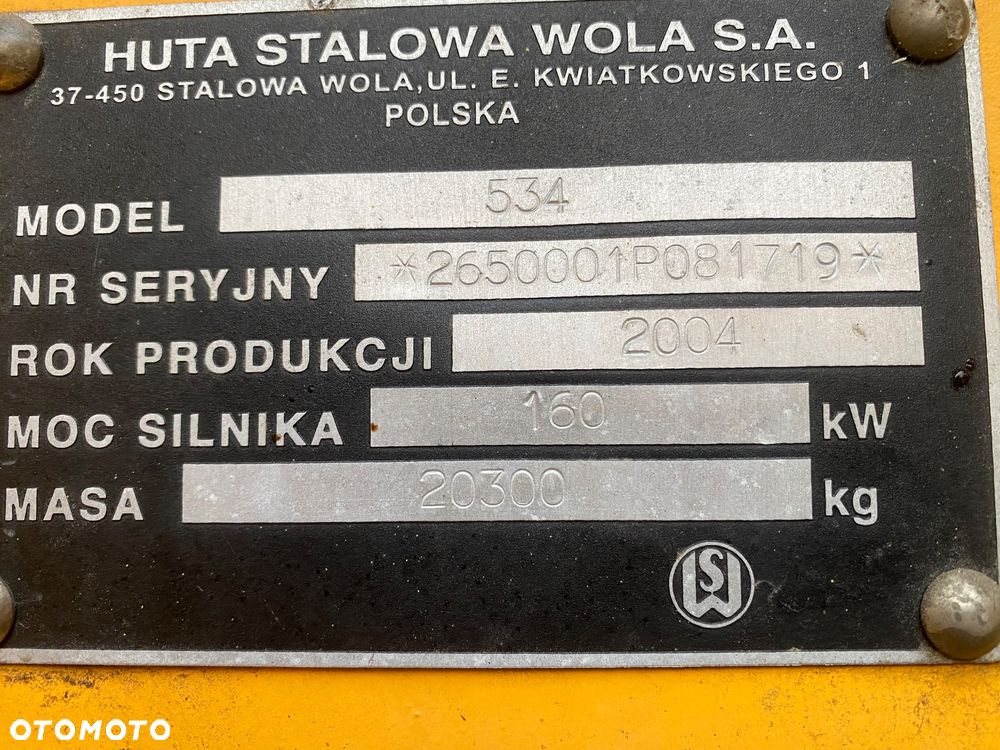 HUTA STALOWA WOLA S.A.
37-450 STALOWA WOLA, UL. E. KWIATKOWSKIEGO 1
POLSKA
MODEL 534
NR SERYJNY *2650001P081719*
ROK PRODUKCJI 2004
MOC SILNIKA 160 kW
MASA 20300 kg
HSW
OTOMOTO